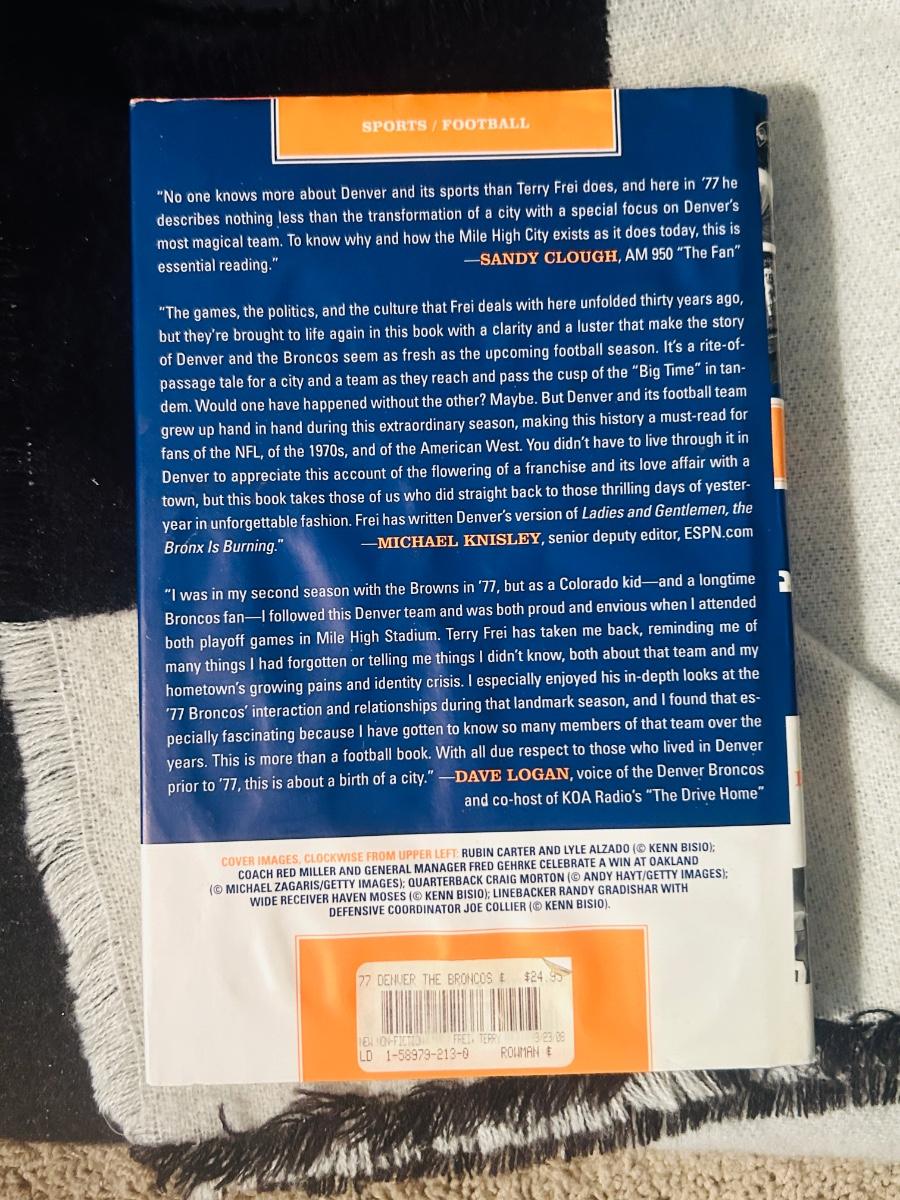 SPORTS / FOOTBALL
"No one knows more about Denver and its sports than Terry Frei does, and here in '77 he
describes nothing less than the transformation of a city with a special focus on Denver's
most magical team. To know why and how the Mile High City exists as it does today, this is
essential reading." —SANDY CLOUGH, AM 950 "The Fan"
"The games, the politics, and the culture that Frei deals with here unfolded thirty years ago,
but they're brought to life again in this book with a clarity and a luster that make the story
of Denver and the Broncos seem as fresh as the upcoming football season. It's a rite-of-
passage tale for a city and a team as they reach and pass the cusp of the "Big Time" in tan-
dem. Would one have happened without the other? Maybe. But Denver and its football team
grew up hand in hand during this extraordinary season, making this history a must-read for
fans of the NFL, of the 1970s, and of the American West. You didn't have to live through it in
Denver to appreciate this account of the flowering of a franchise and its love affair with a
town, but this book takes those of us who did straight back to those thrilling days of yester-
year in unforgettable fashion. Frei has written Denver's version of Ladies and Gentlemen, the
Bronx Is Burning." —MICHAEL KNISLEY, senior deputy editor, ESPN.com
"I was in my second season with the Browns in '77, but as a Colorado kid—and a longtime
Broncos fan—I followed this Denver team and was both proud and envious when I attended
both playoff games in Mile High Stadium. Terry Frei has taken me back, reminding me of
many things I had forgotten or telling me things I didn't know, both about that team and my
hometown's growing pains and identity crisis. I especially enjoyed his in-depth looks at the
'77 Broncos' interaction and relationships during that landmark season, and I found that es-
pecially fascinating because I have gotten to know so many members of that team over the
years. This is more than a football book. With all due respect to those who lived in Denver
prior to '77, this is about a birth of a city." —DAVE LOGAN, voice of the Denver Broncos
and co-host of KOA Radio's "The Drive Home"
COVER IMAGES, CLOCKWISE FROM UPPER LEFT: RUBIN CARTER AND LYLE ALZADO (© KENN BISIO);
COACH RED MILLER AND GENERAL MANAGER FRED GEHRKE CELEBRATE A WIN AT OAKLAND
(© MICHAEL ZAGARIS/GETTY IMAGES); QUARTERBACK CRAIG MORTON (© ANDY HAYT/GETTY IMAGES);
WIDE RECEIVER HAVEN MOSES (© KENN BISIO); LINEBACKER RANDY GRADISHAR WITH
DEFENSIVE COORDINATOR JOE COLLIER (© KENN BISIO).
77 DENVER THE BRONCOS £ $24.95
NEW NON-FICTION FREI, TERRY 3/23/08
LD 1-58979-213-0 ROWMAN £